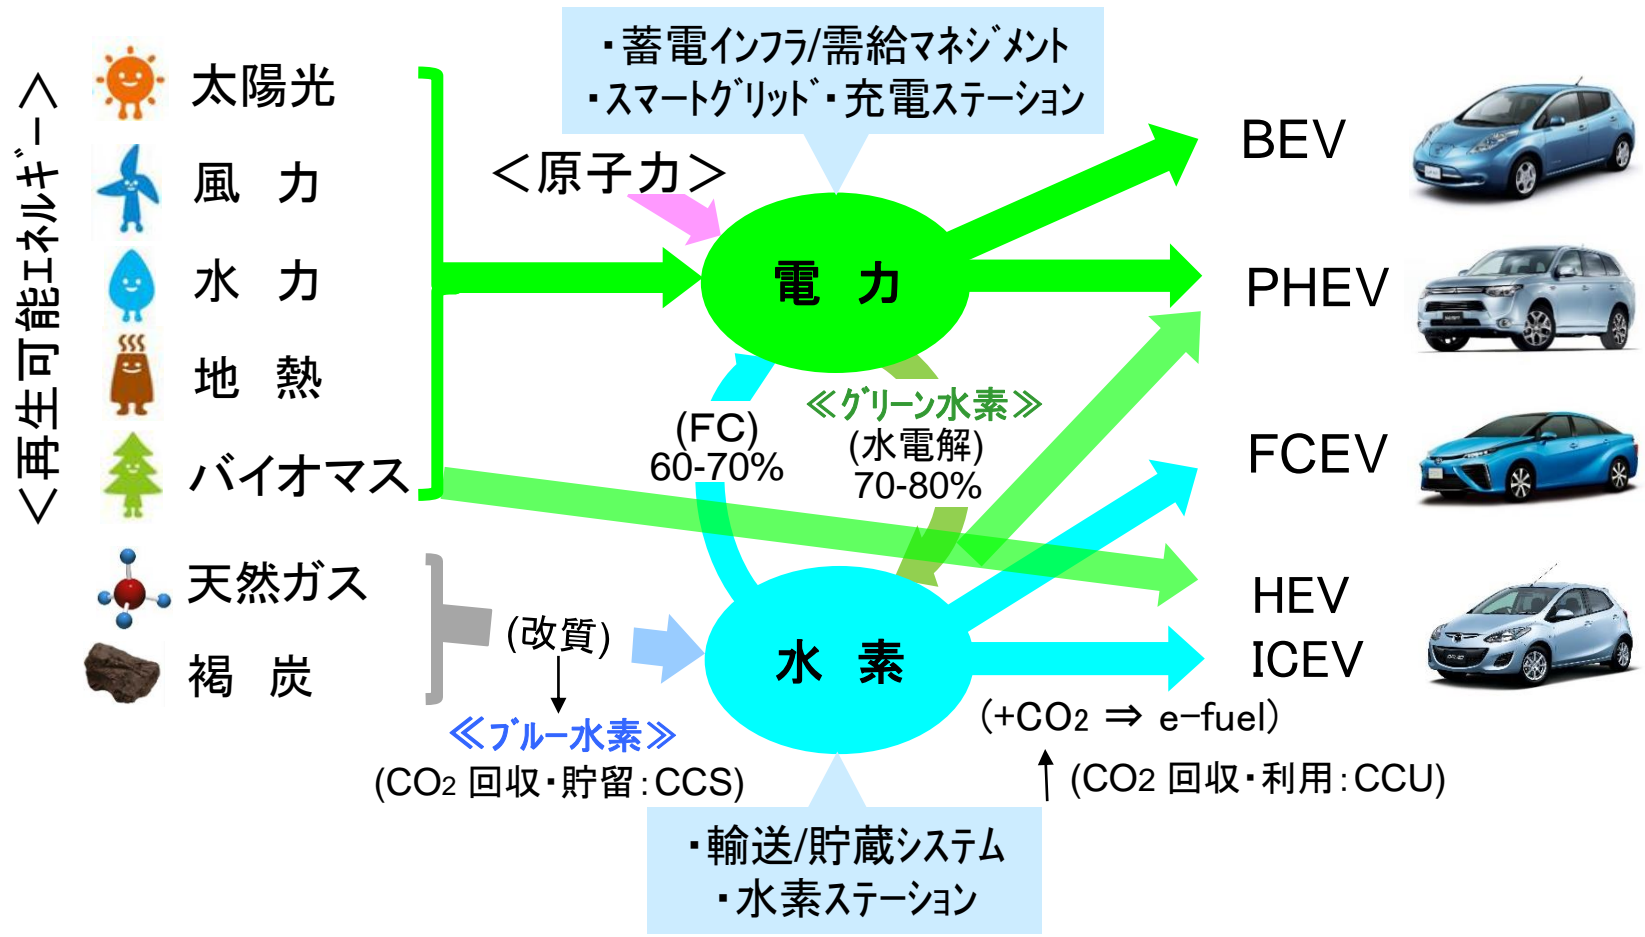 ・蓄電インフラ/需給マネジメント
・スマートグリッド・充電ステーション
＜再生可能エネルギー＞
太陽光
風 力
水 力
地 熱
バイオマス
天然ガス
褐 炭
＜原子力＞
電 力
(FC)
60-70%
≪グリーン水素≫
(水電解)
70-80%
(改質)
≪ブルー水素≫
(CO2 回収・貯留：CCS)
水 素
BEV
PHEV
FCEV
HEV
ICEV
(+CO2 ⇒ e-fuel)
(CO2 回収・利用：CCU)
・輸送/貯蔵システム
・水素ステーション